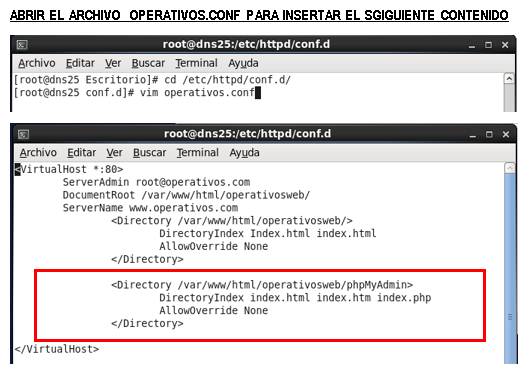 ABRIR EL ARCHIVO OPERATIVOS.CONF PARA INSERTAR EL SGIGUIENTE CONTENIDO
root@dns25:/etc/httpd/conf.d
Archivo Editar Ver Buscar Terminal Ayuda
[root@dns25 Escritorio]# cd /etc/httpd/conf.d/
[root@dns25 conf.d]# vim operativos.conf
root@dns25:/etc/httpd/conf.d
Archivo Editar Ver Buscar Terminal Ayuda
<VirtualHost *:80>
ServerAdmin root@operativos.com
DocumentRoot /var/www/html/operativosweb/
ServerName www.operativos.com
<Directory /var/www/html/operativosweb/>
DirectoryIndex Index.html index.html
AllowOverride None
</Directory>
<Directory /var/www/html/operativosweb/phpMyAdmin>
DirectoryIndex index.html index.htm index.php
AllowOverride None
</Directory>
</VirtualHost>